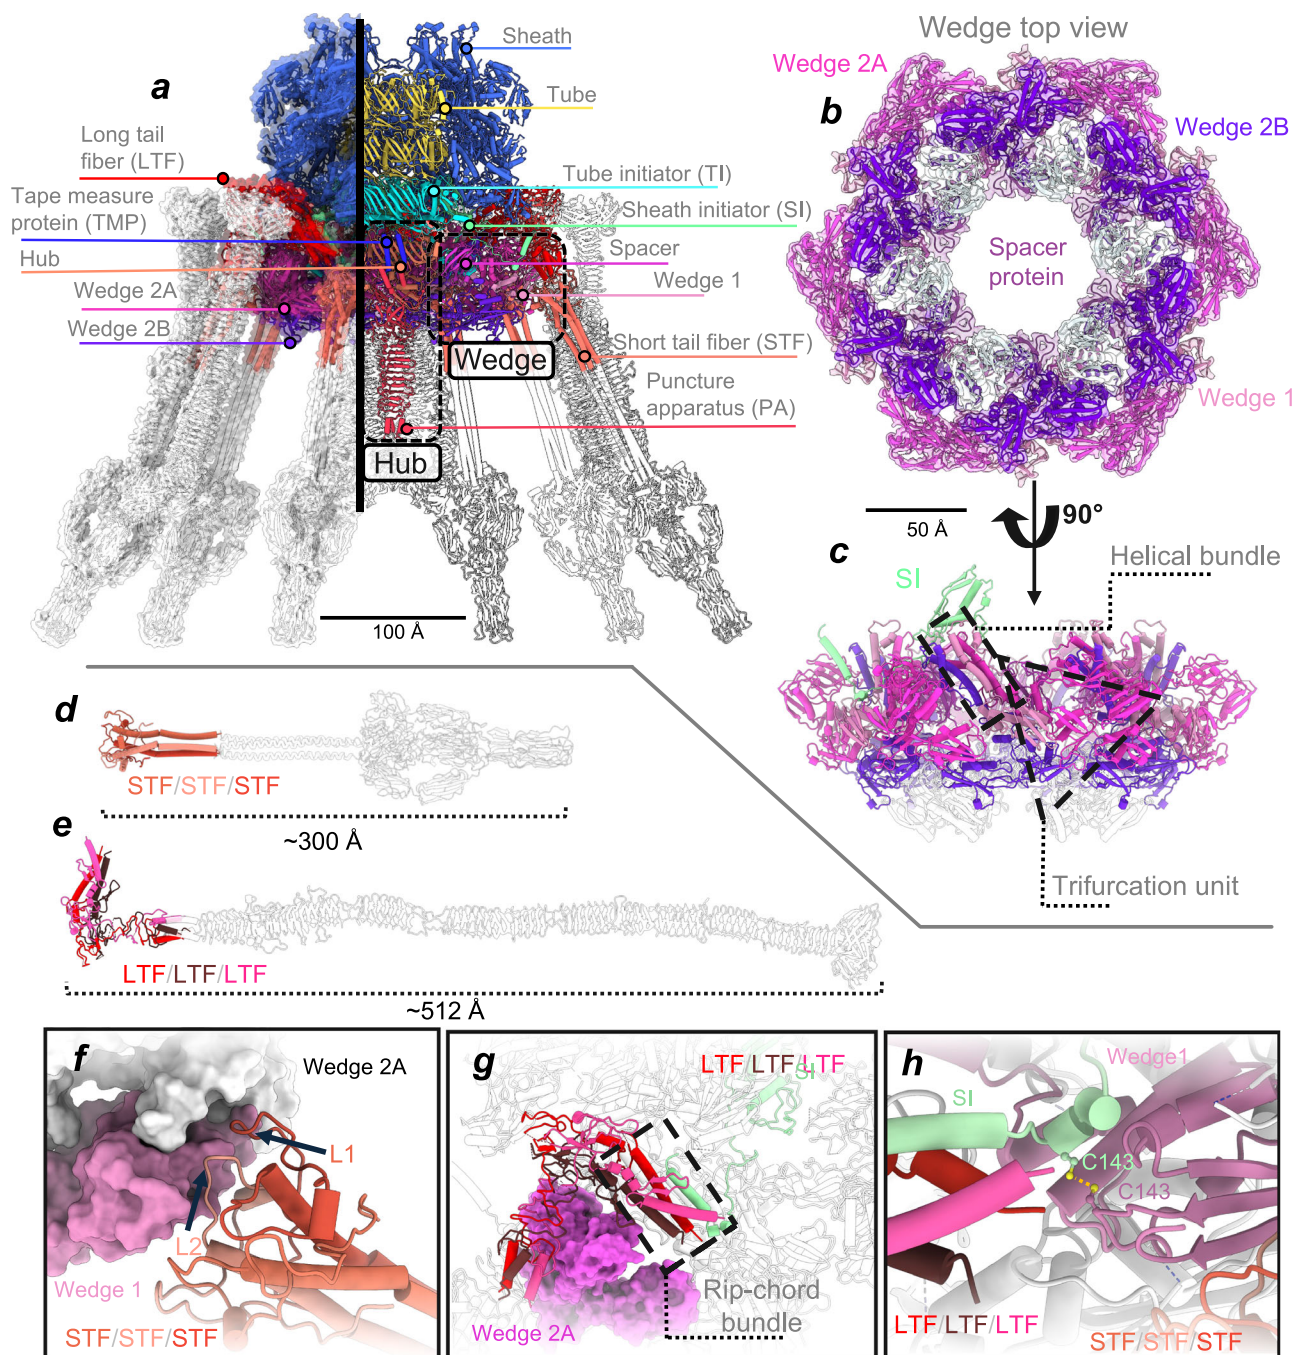 a
Sheath
Tube
Long tail
fiber (LTF)
Tape measure
protein (TMP)
Hub
Wedge 2A
Wedge 2B
Tube initiator (TI)
Sheath initiator (SI)
Spacer
Wedge 1
Short tail fiber (STF)
Wedge
Puncture
apparatus (PA)
Hub
100 Å
Wedge top view
Wedge 2A
b
Wedge 2B
Spacer
protein
Wedge 1
50 Å
90°
c
Helical bundle
SI
Trifurcation unit
d
STF/STF/STF
~300 Å
e
LTF/LTF/LTF
~512 Å
f
Wedge 2A
L1
L2
Wedge 1
STF/STF/STF
g
LTF/LTF/LTF
SI
Rip-chord
bundle
Wedge 2A
h
Wedge1
SI
C143
C143
LTF/LTF/LTF
STF/STF/STF